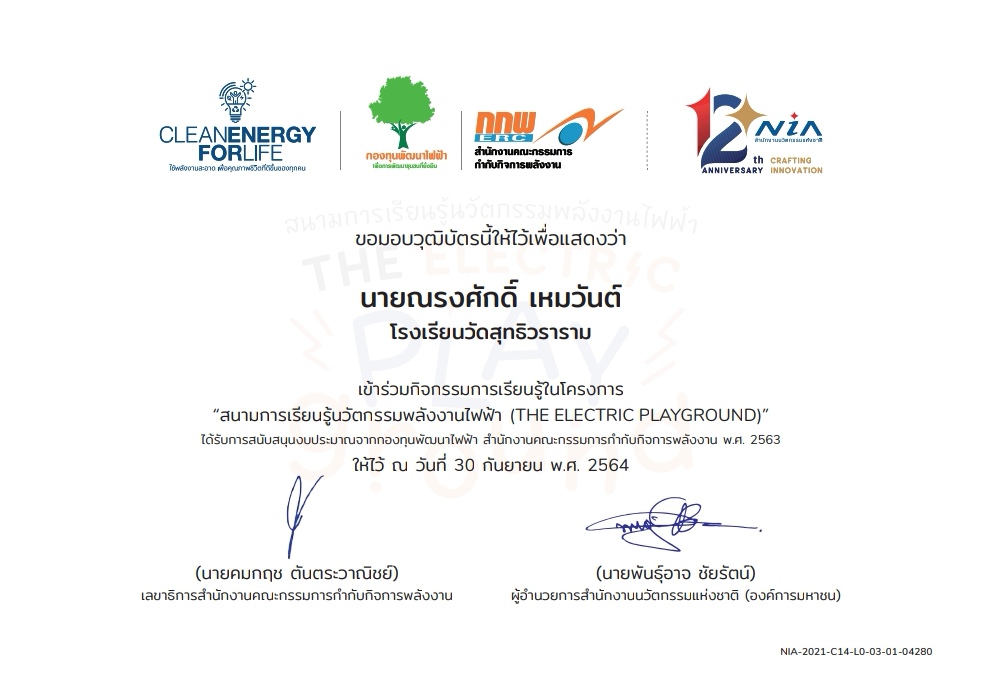 CLEANENERGY
FORLIFE
ใช้พลังงานสะอาด เพื่อคุณภาพชีวิตที่ดีขึ้นของทุกคน
กองทุนพัฒนาไฟฟ้า
เพื่อการพัฒนาชุมชนที่ยั่งยืน
กกพ
ERC
สำนักงานคณะกรรมการ
กำกับกิจการพลังงาน
12 NIA
สำนักงานนวัตกรรมแห่งชาติ
th
ANNIVERSARY
CRAFTING
INNOVATION
สนามการเรียนรู้นวัตกรรมพลังงานไฟฟ้า
ขอมอบวุฒิบัตรนี้ให้ไว้เพื่อแสดงว่า
THE ELECTRIC
นายณรงศักดิ์ เหมวันต์
PLAY
โรงเรียนวัดสุทธิวราราม
เข้าร่วมกิจกรรมการเรียนรู้ในโครงการ
“สนามการเรียนรู้นวัตกรรมพลังงานไฟฟ้า (THE ELECTRIC PLAYGROUND)”
ได้รับการสนับสนุนงบประมาณจากกองทุนพัฒนาไฟฟ้า สำนักงานคณะกรรมการกำกับกิจการพลังงาน พ.ศ. 2563
ground
ให้ไว้ ณ วันที่ 30 กันยายน พ.ศ. 2564
(นายคมกฤช ตันตระวาณิชย์)
เลขาธิการสำนักงานคณะกรรมการกำกับกิจการพลังงาน
(นายพันธุ์อาจ ชัยรัตน์)
ผู้อำนวยการสำนักงานนวัตกรรมแห่งชาติ (องค์การมหาชน)
NIA-2021-C14-L0-03-01-04280